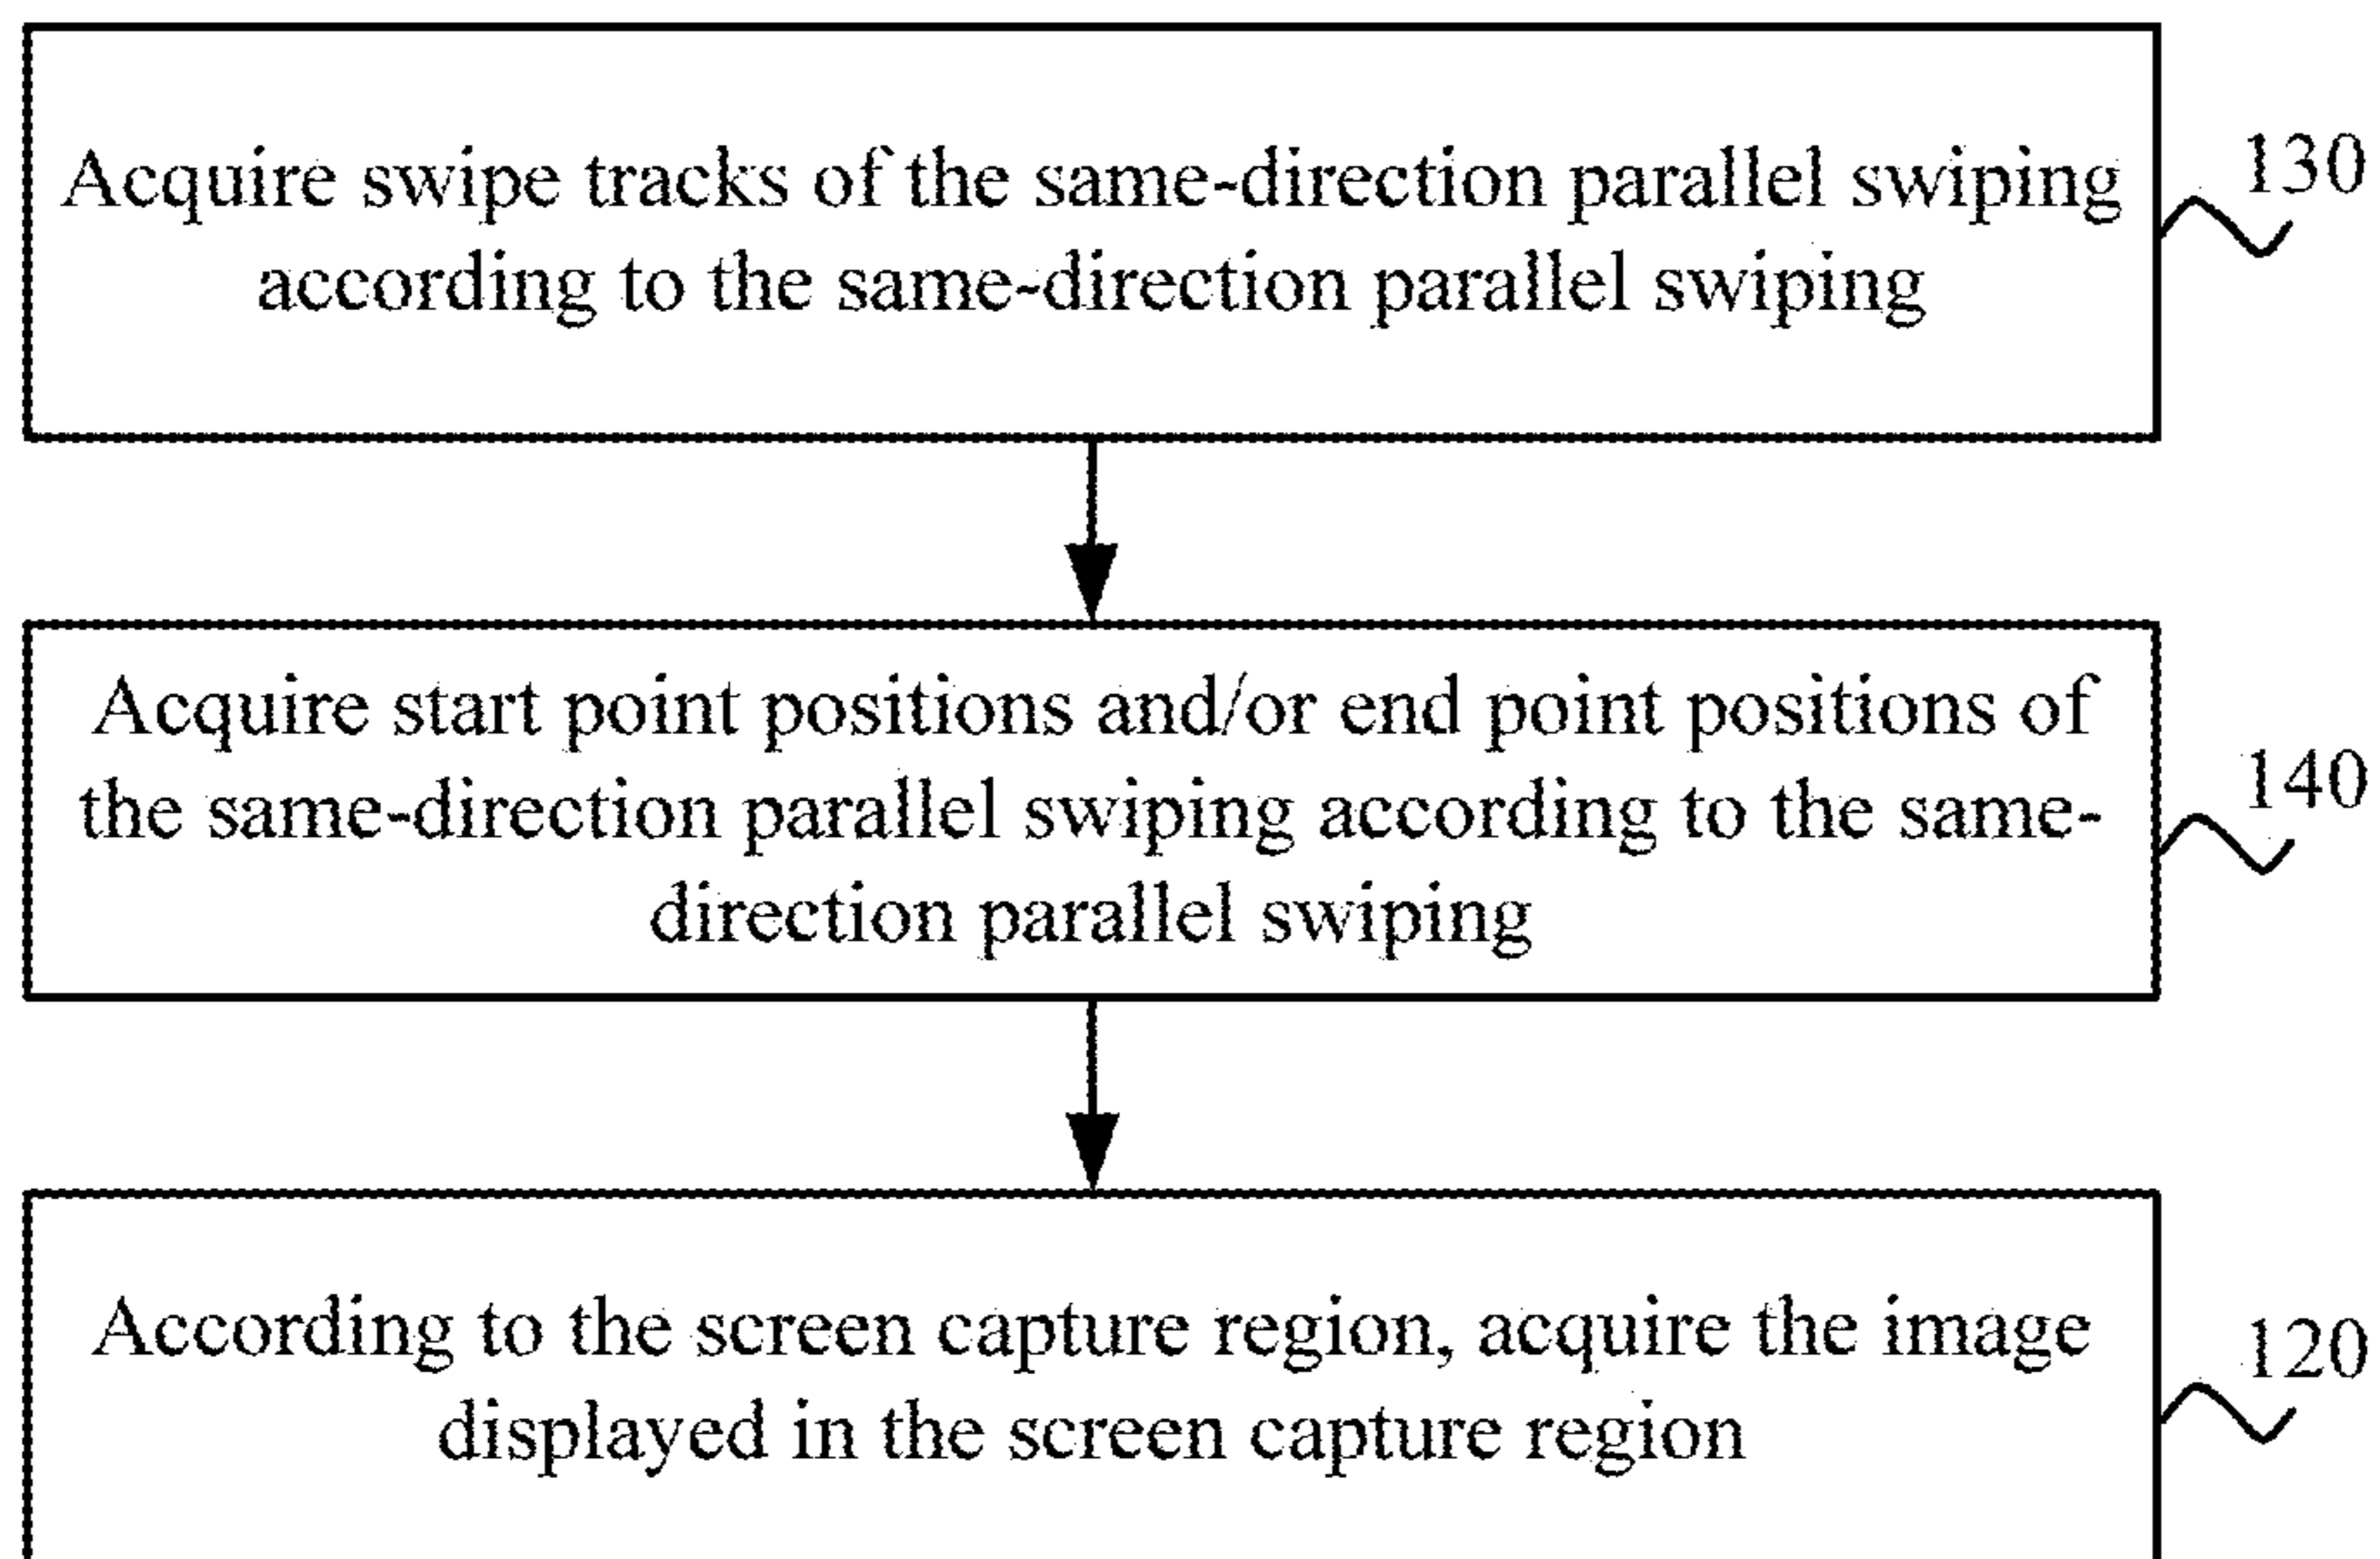 Acquire swipe tracks of the same-direction parallel swiping
according to the same-direction parallel swiping
130
Acquire start point positions and/or end point positions of
the same-direction parallel swiping according to the same-
direction parallel swiping
140
According to the screen capture region, acquire the image
displayed in the screen capture region
120